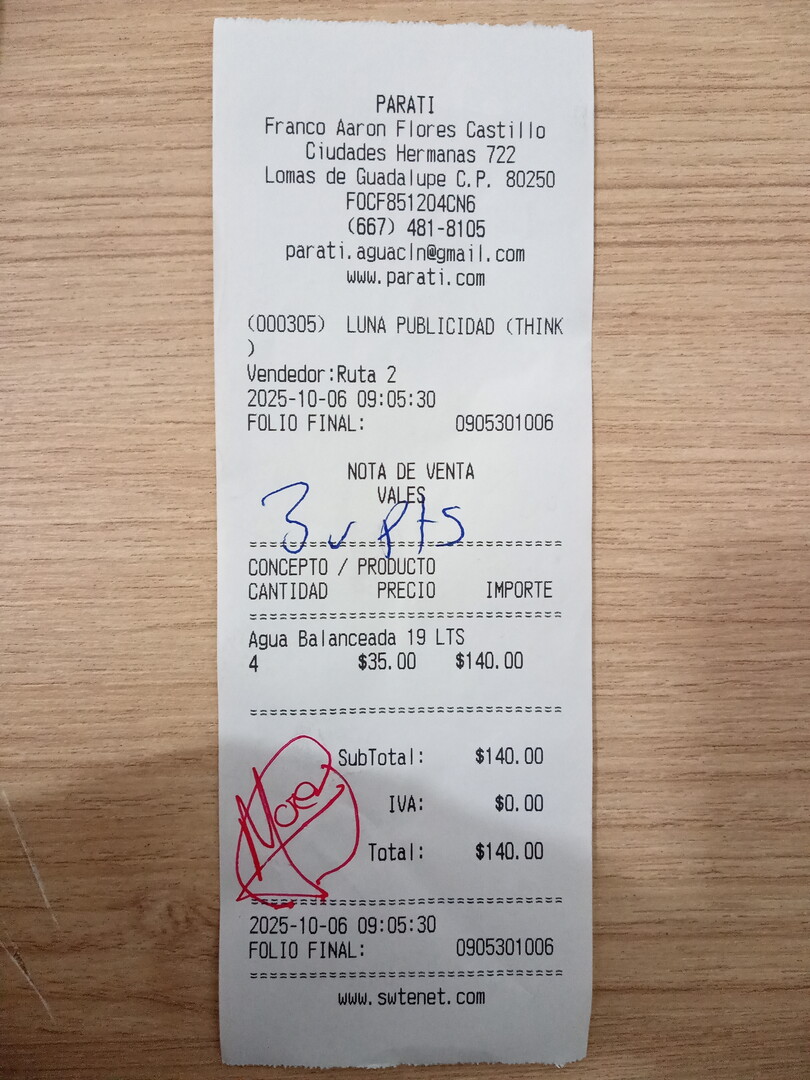 PARATI
Franco Aaron Flores Castillo
Ciudades Hermanas 722
Lomas de Guadalupe C.P. 80250
FOCF851204CN6
(667) 481-8105
parati.aguacln@gmail.com
www.parati.com
(000305) LUNA PUBLICIDAD (THINK
)
Vendedor:Ruta 2
2025-10-06 09:05:30
FOLIO FINAL: 0905301006
NOTA DE VENTA
VALES
3 v Pts
CONCEPTO / PRODUCTO
CANTIDAD PRECIO IMPORTE
Agua Balanceada 19 LTS
4 $35.00 $140.00
SubTotal: $140.00
IVA: $0.00
Total: $140.00
2025-10-06 09:05:30
FOLIO FINAL: 0905301006
www.swtenet.com